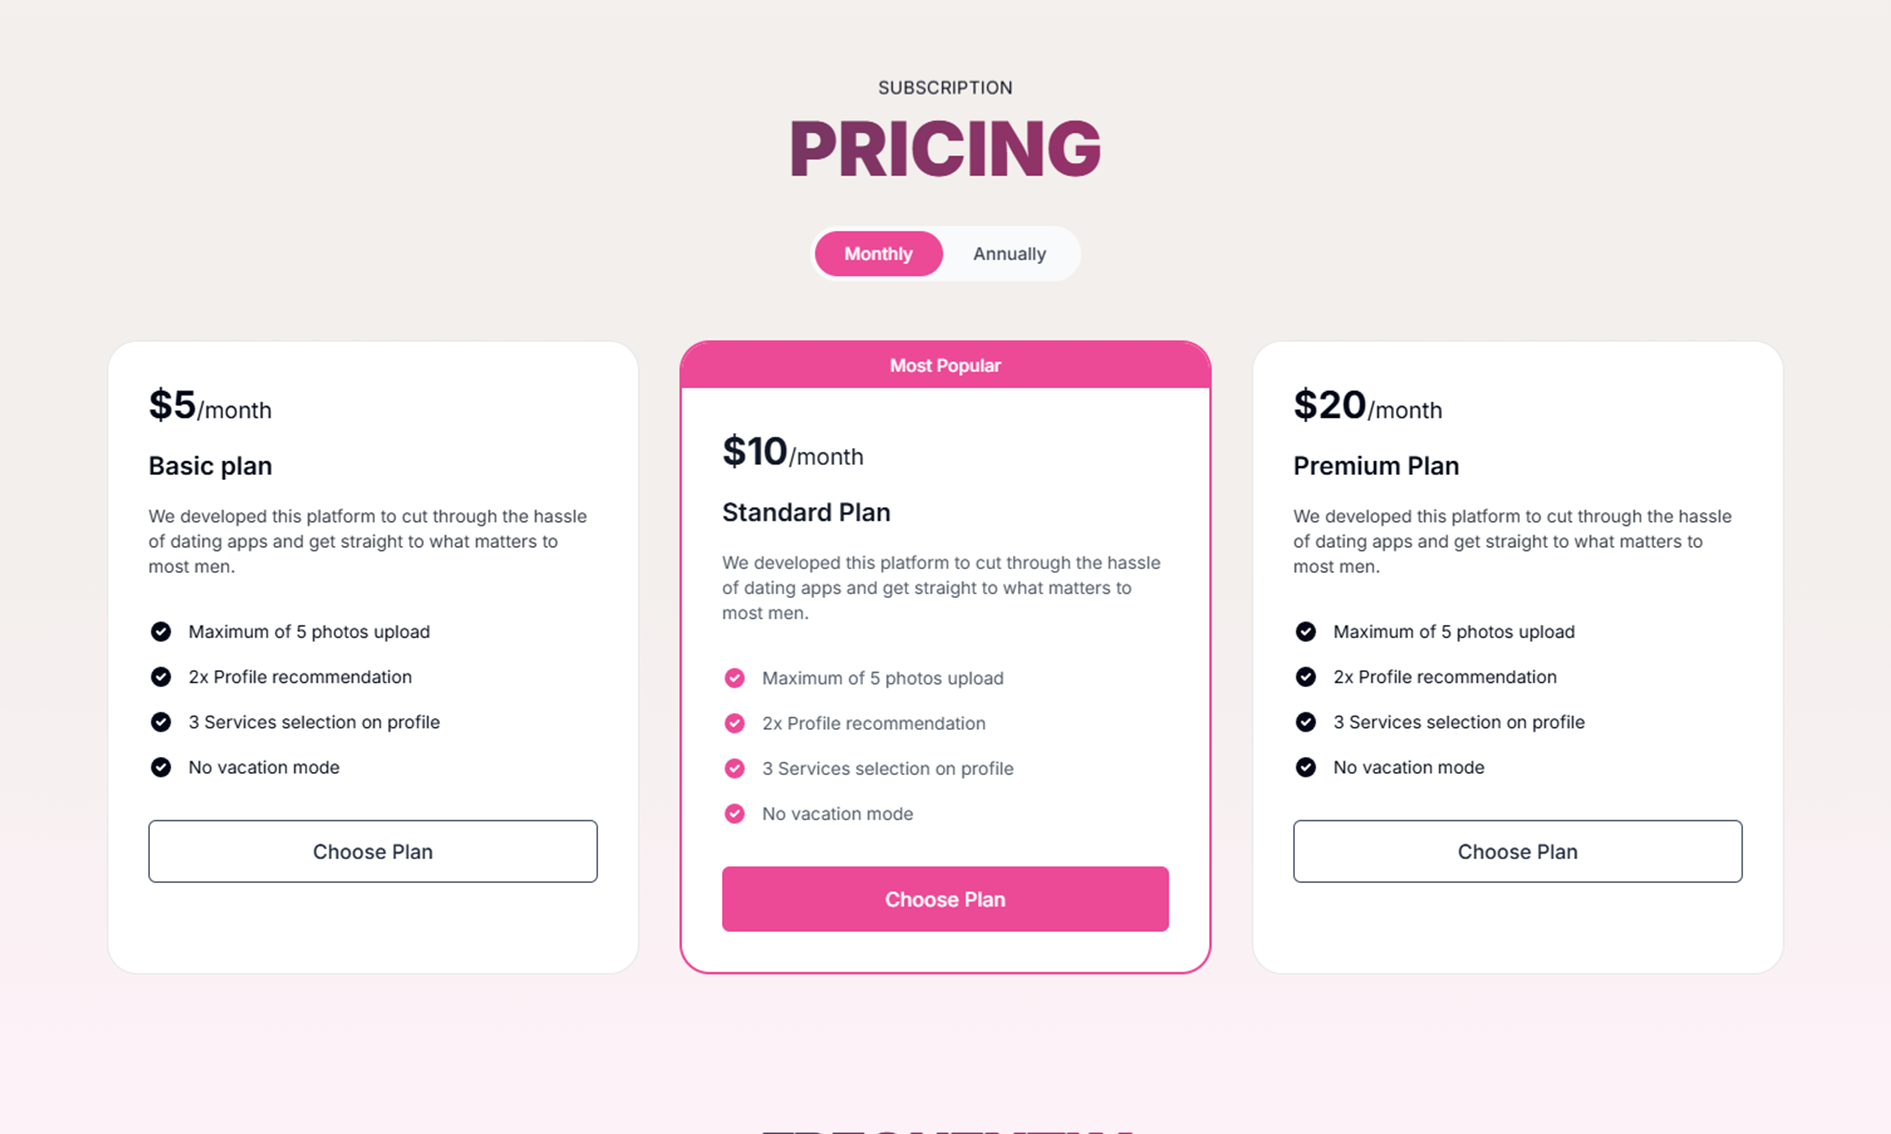 SUBSCRIPTION
PRICING
Monthly
Annually
$5/month
Basic plan
We developed this platform to cut through the hassle
of dating apps and get straight to what matters to
most men.
Maximum of 5 photos upload
2x Profile recommendation
3 Services selection on profile
No vacation mode
Choose Plan
Most Popular
$10/month
Standard Plan
We developed this platform to cut through the hassle
of dating apps and get straight to what matters to
most men.
Maximum of 5 photos upload
2x Profile recommendation
3 Services selection on profile
No vacation mode
Choose Plan
$20/month
Premium Plan
We developed this platform to cut through the hassle
of dating apps and get straight to what matters to
most men.
Maximum of 5 photos upload
2x Profile recommendation
3 Services selection on profile
No vacation mode
Choose Plan